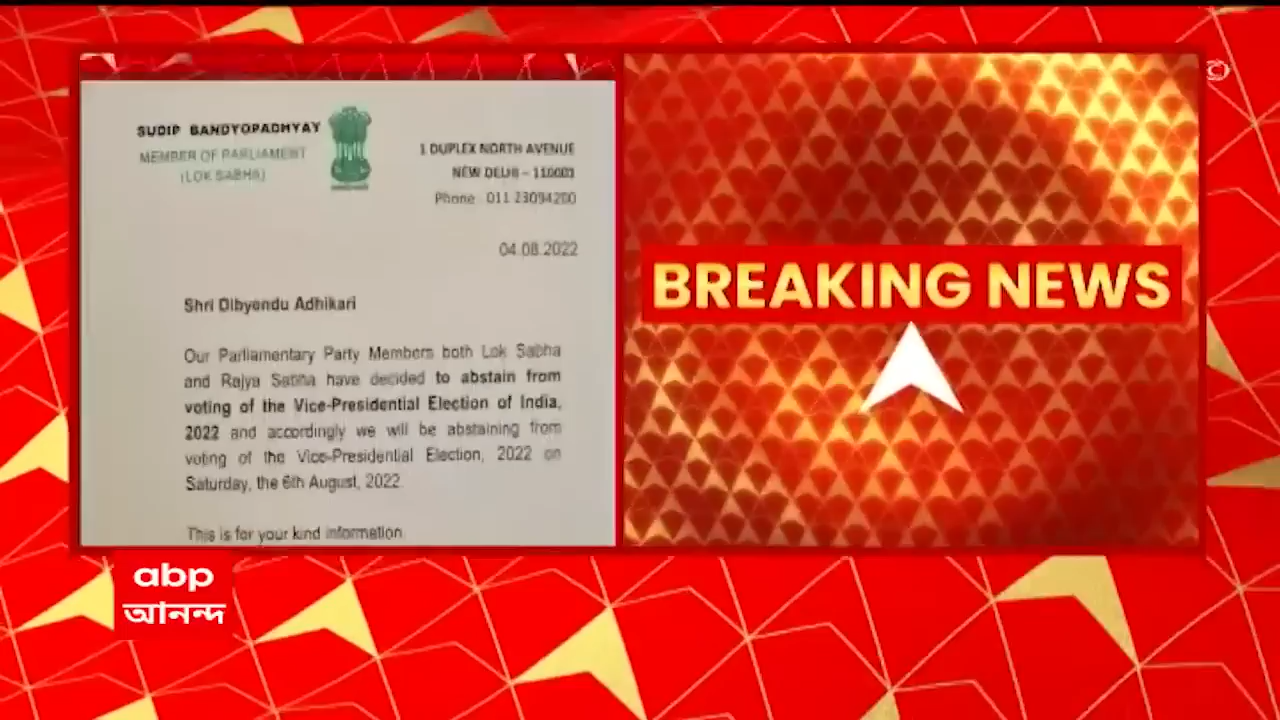 SUDIP BANDYOPADHYAY
MEMBER OF PARLIAMENT
(LOK SABHA)
1 DUPLEX NORTH AVENUE
NEW DELHI – 110001
Phone 011 23094200
04.08.2022
Shri Dibyendu Adhikari
Our Parliamentary Party Members both Lok Sabha
and Rajya Sabha have decided to abstain from
voting of the Vice-Presidential Election of India,
2022 and accordingly we will be abstaining from
voting of the Vice-Presidential Election, 2022 on
Saturday, the 6th August, 2022.
This is for your kind information
BREAKING NEWS
abp
আনন্দ